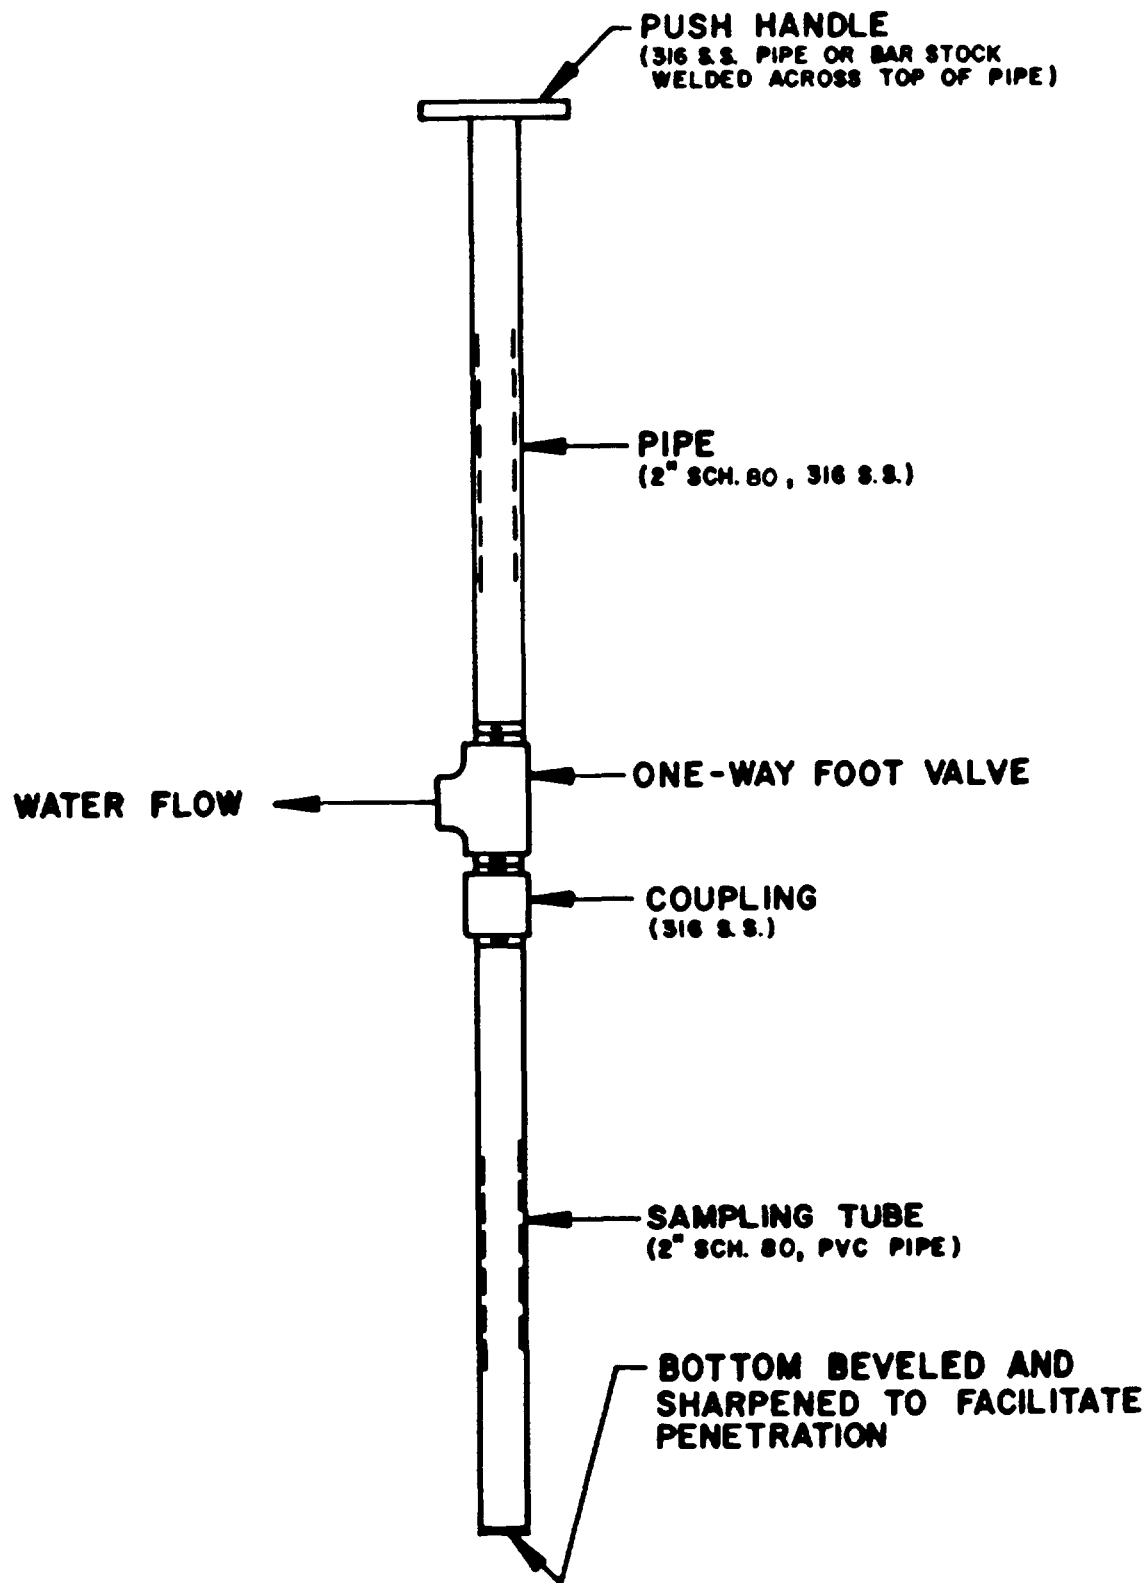 PUSH HANDLE
(316 S.S. PIPE OR BAR STOCK
WELDED ACROSS TOP OF PIPE)
PIPE
(2" SCH. 80, 316 S.S.)
ONE-WAY FOOT VALVE
WATER FLOW
COUPLING
(316 S.S.)
SAMPLING TUBE
(2" SCH. 80, PVC PIPE)
BOTTOM BEVELED AND
SHARPENED TO FACILITATE
PENETRATION